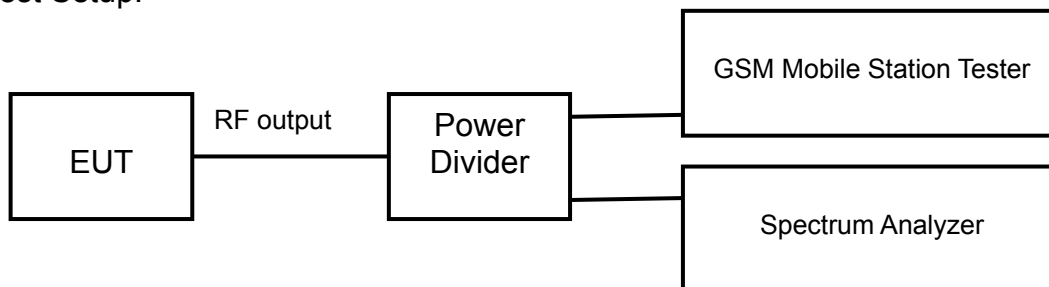 GSM Mobile Station Tester
RF output
EUT
Power
Divider
Spectrum Analyzer